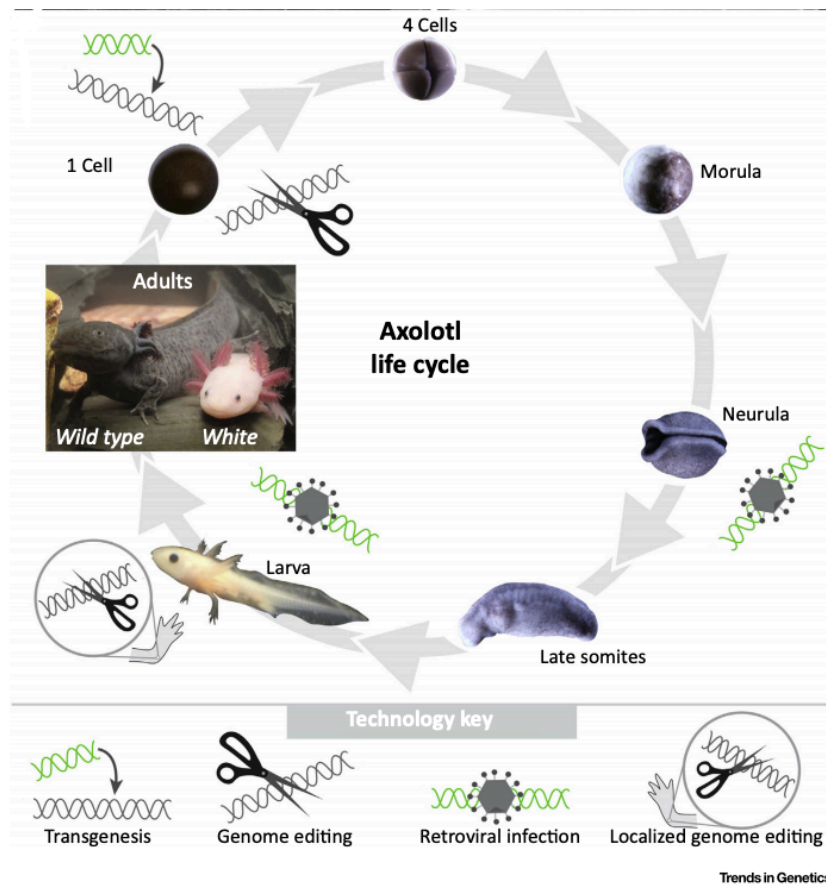 4 Cells
1 Cell
Morula
Adults
Axolotl
life cycle
Wild type
White
Neurula
Larva
Late somites
Technology key
Transgenesis
Genome editing
Retroviral infection
Localized genome editing
Trends in Genetics